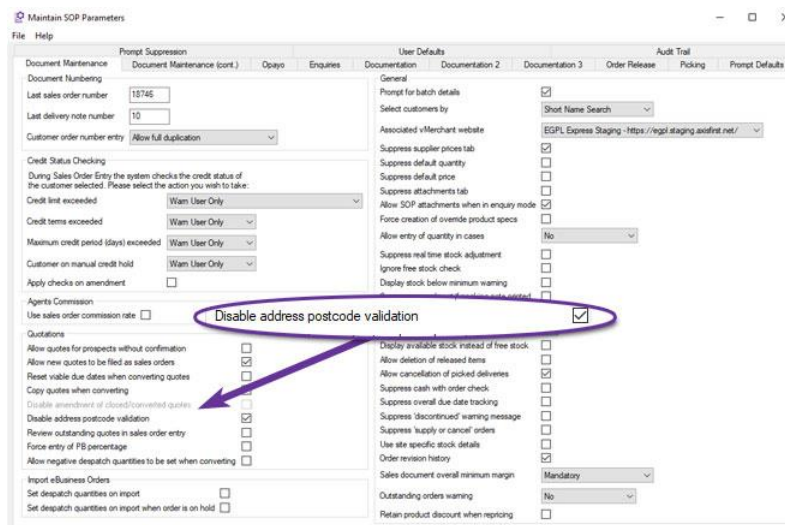 Maintain SOP Parameters
File Help
Prompt Suppression User Defaults Audit Trail
Document Maintenance Document Maintenance (cont.) Opayo Enquiries Documentation Documentation 2 Documentation 3 Order Release Picking Prompt Defaults
Document Numbering
Last sales order number 18746
Last delivery note number 10
Customer order number entry Allow full duplication
Credit Status Checking
During Sales Order Entry the system checks the credit status of
the customer selected. Please select the action you wish to take:
Credit limit exceeded Warn User Only
Credit terms exceeded Warn User Only
Maximum credit period (days) exceeded Warn User Only
Customer on manual credit hold Warn User Only
Apply checks on amendment
Agents Commission
Use sales order commission rate
Quotations
Allow quotes for prospects without confirmation
Allow new quotes to be filed as sales orders
Reset viable due dates when converting quotes
Copy quotes when converting
Disable amendment of closed/converted quotes
Disable address postcode validation
Review outstanding quotes in sales order entry
Force entry of PB percentage
Allow negative despatch quantities to be set when converting
Import eBusiness Orders
Set despatch quantities on import
Set despatch quantities on import when order is on hold
General
Prompt for batch details
Select customers by Short Name Search
Associated vMerchant website EGPL Express Staging - https://egpl.staging.axisfirst.net/
Suppress supplier prices tab
Suppress default quantity
Suppress default price
Suppress attachments tab
Allow SOP attachments when in enqury mode
Force creation of override product specs
Allow entry of quantity in cases No
Suppress real time stock adjustment
Ignore free stock check
Display stock below minimum warning
Disable address postcode validation
Display available stock instead of free stock
Allow deletion of released items
Allow cancellation of picked deliveries
Suppress cash with order check
Suppress overall due date tracking
Suppress 'discontinued' warning message
Suppress 'supply or cancel' orders
Use site specific stock details
Order revision history
Sales document overall minimum margin Mandatory
Outstanding orders warning No
Retain product discount when repricing